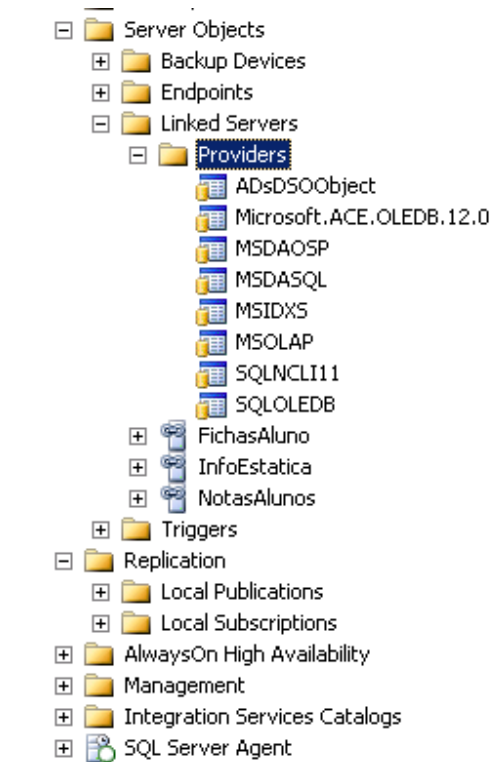 Server Objects
Backup Devices
Endpoints
Linked Servers
Providers
ADsDSOObject
Microsoft.ACE.OLEDB.12.0
MSDAOSP
MSDASQL
MSIDXS
MSOLAP
SQLNCLI11
SQLOLEDB
FichasAluno
InfoEstatica
NotasAlunos
Triggers
Replication
Local Publications
Local Subscriptions
AlwaysOn High Availability
Management
Integration Services Catalogs
SQL Server Agent